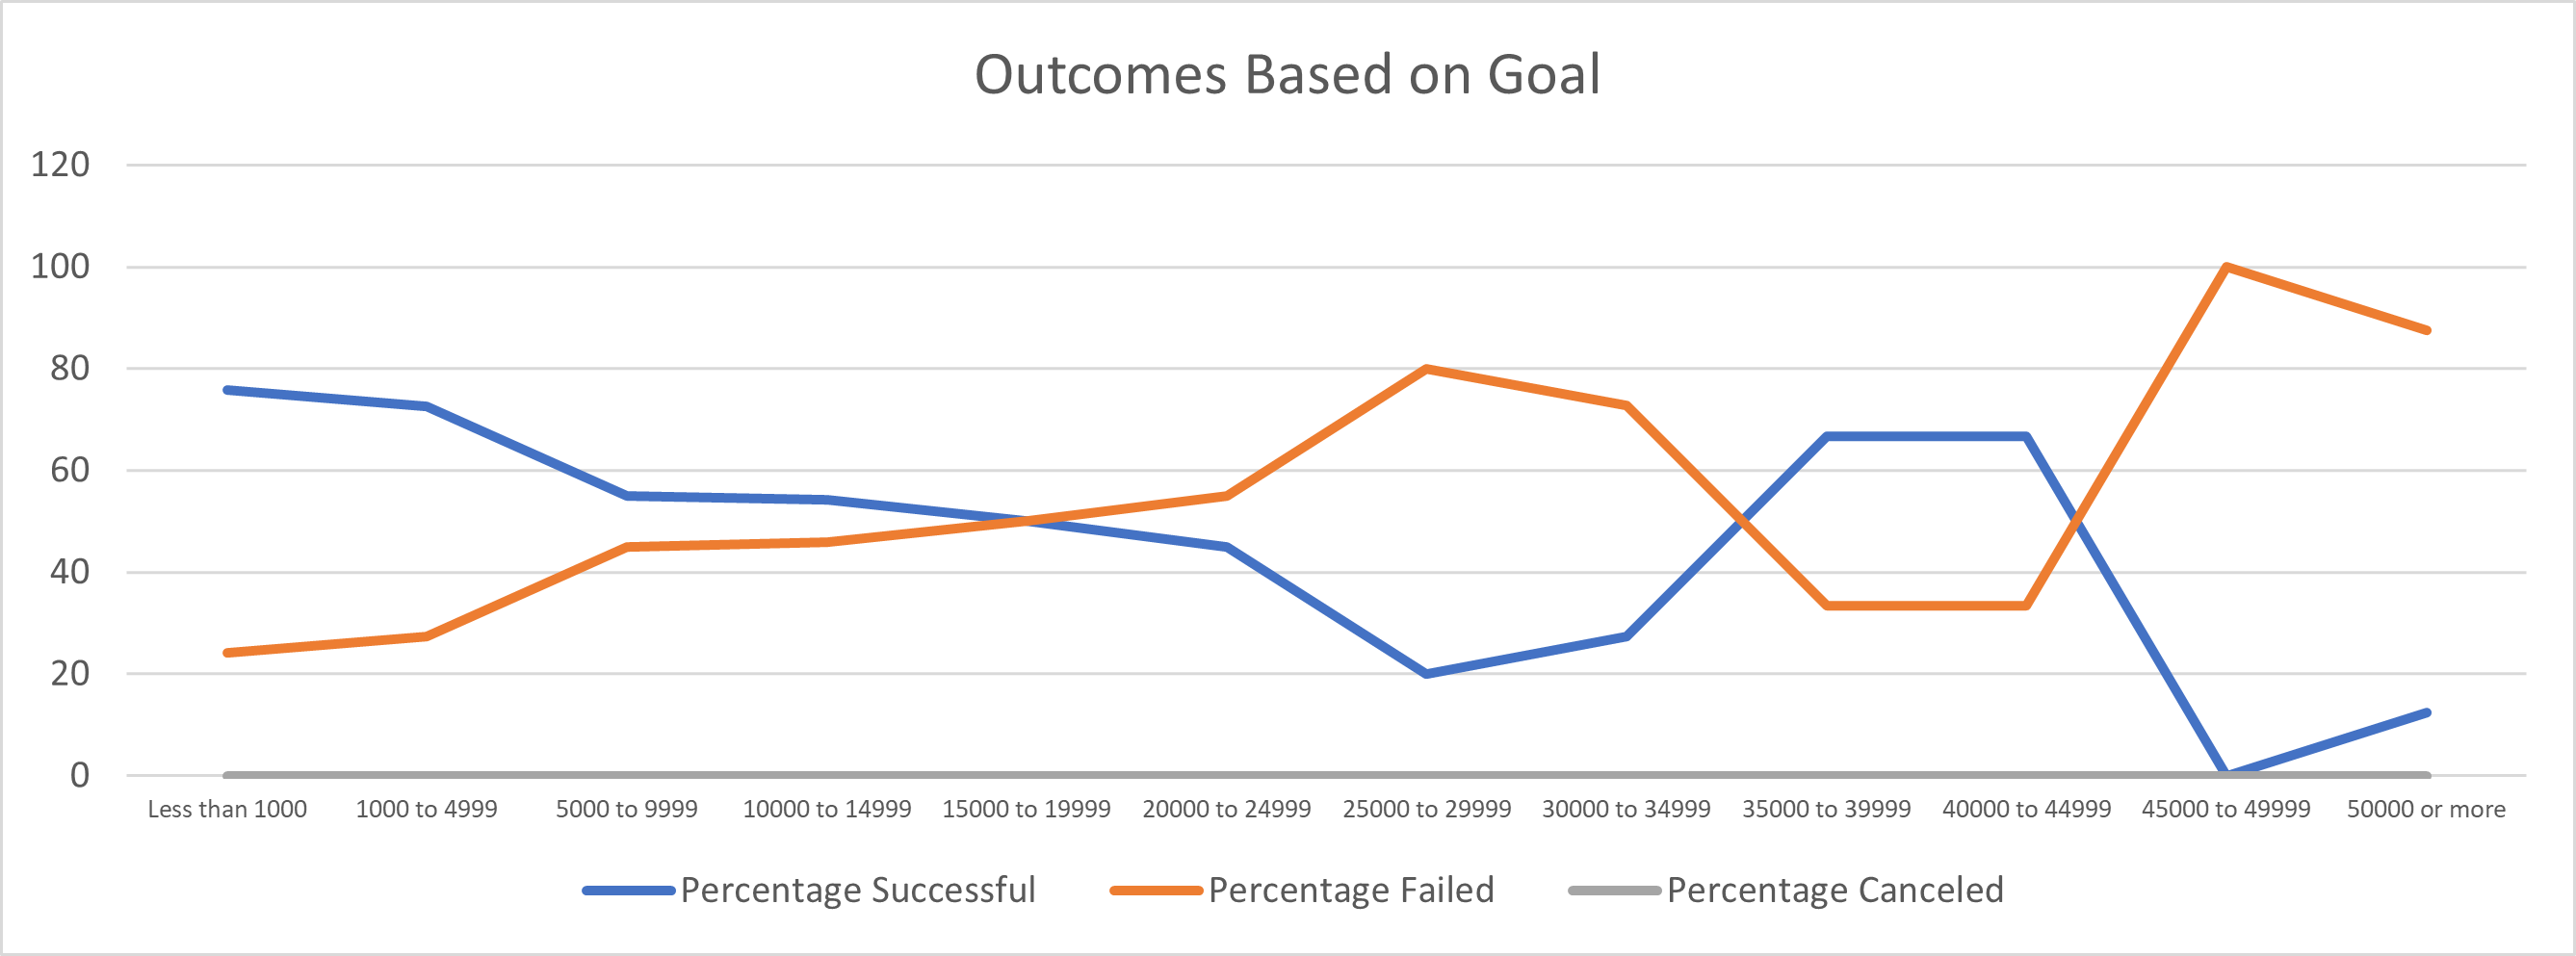 Outcomes Based on Goal
120
100
80
60
40
20
0
Less than 1000 1000 to 4999 5000 to 9999 10000 to 14999 15000 to 19999 20000 to 24999 25000 to 29999 30000 to 34999 35000 to 39999 40000 to 44999 45000 to 49999 50000 or more
Percentage Successful Percentage Failed Percentage Canceled